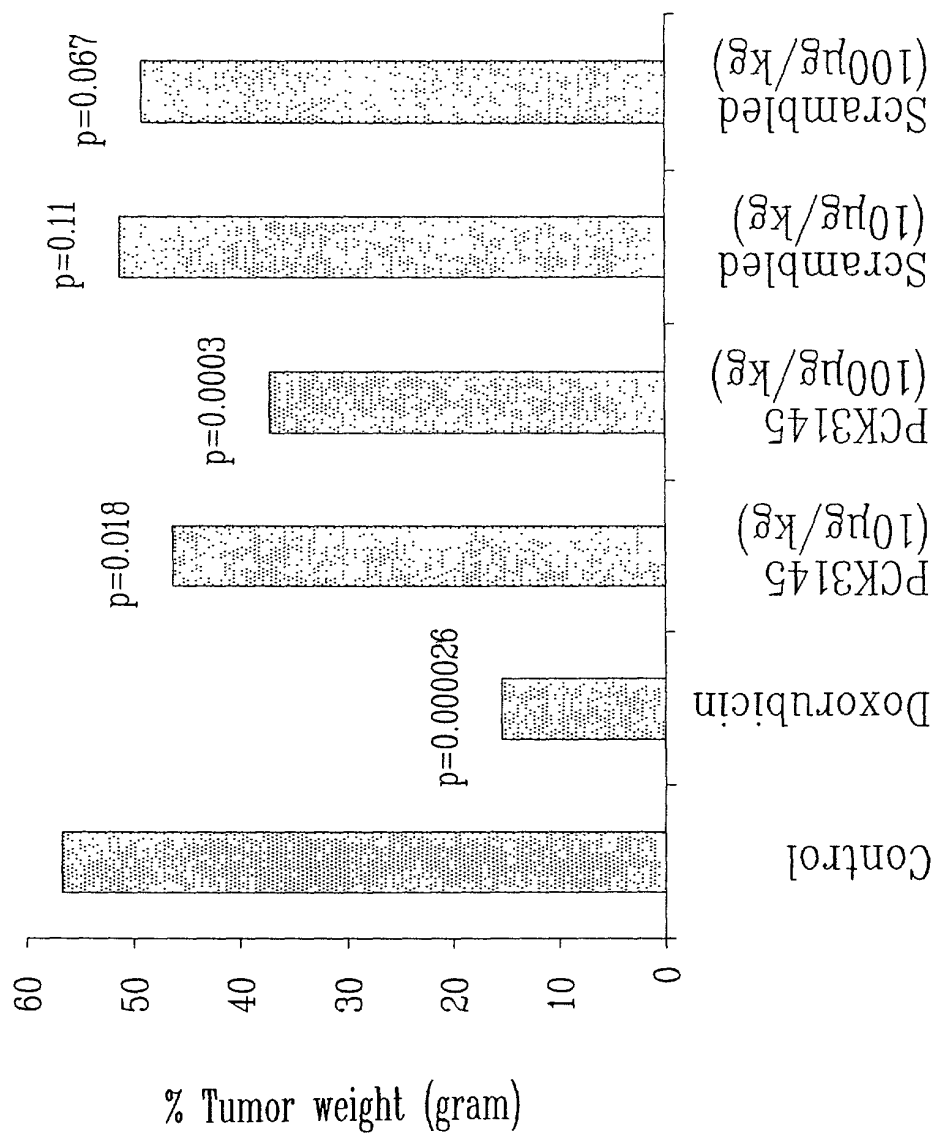 % Tumor weight (gram)
60
50
40
30
20
10
0
p=0.000026
p=0.018
p=0.0003
p=0.11
p=0.067
Control
Doxorubicin
PCK3145
(10µg/kg)
PCK3145
(100µg/kg)
Scrambled
(10µg/kg)
Scrambled
(100µg/kg)